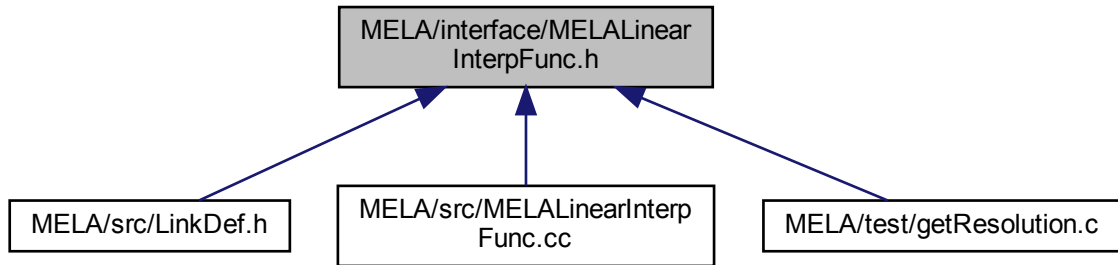 MELA/interface/MELALinear
InterpFunc.h
MELA/src/LinkDef.h
MELA/src/MELALinearInterp
Func.cc
MELA/test/getResolution.c